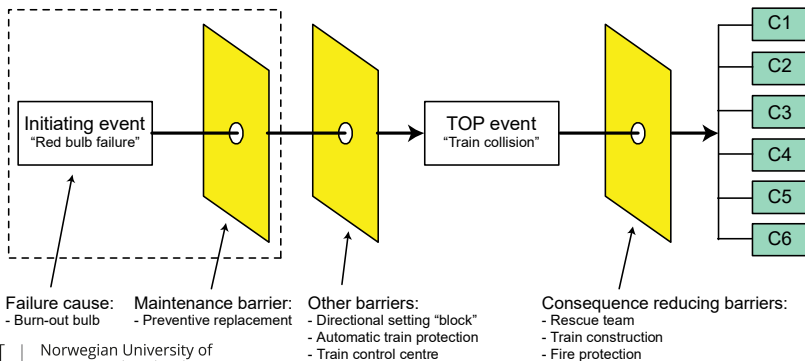 Initiating event
“Red bulb failure”
TOP event
“Train collision”
C1
C2
C3
C4
C5
C6
Failure cause:
- Burn-out bulb
Maintenance barrier:
- Preventive replacement
Other barriers:
- Directional setting “block”
- Automatic train protection
- Train control centre
Consequence reducing barriers:
- Rescue team
- Train construction
- Fire protection
Norwegian University of